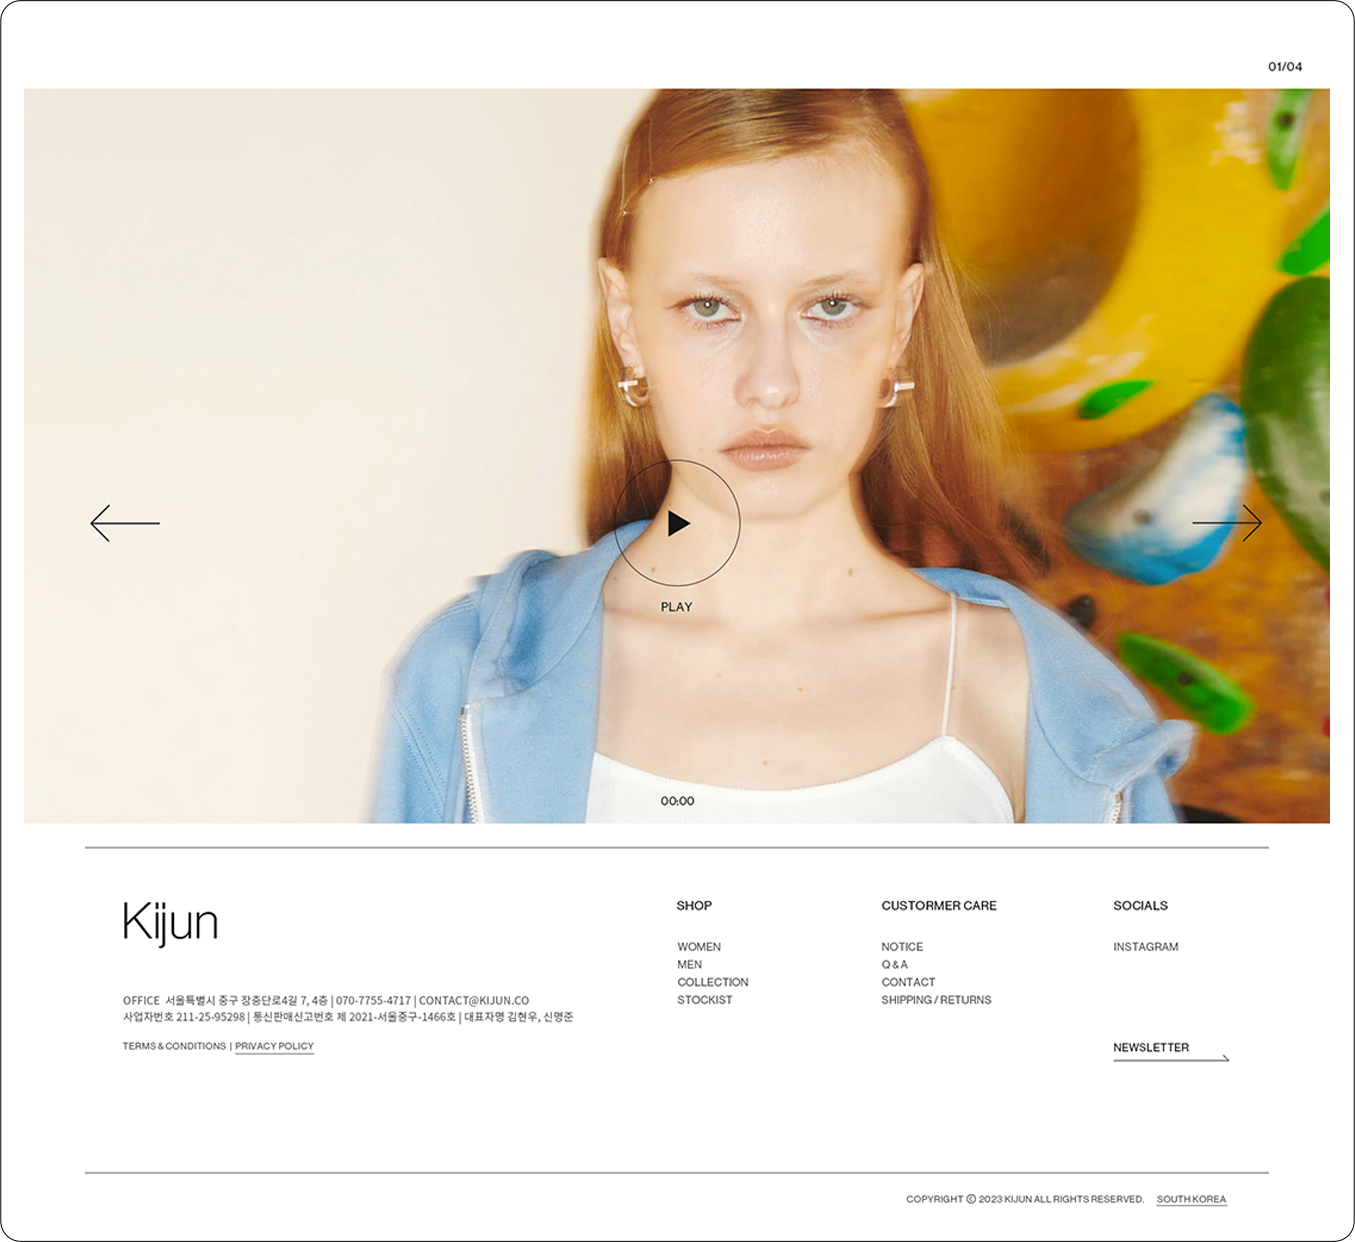 01/04
PLAY
00:00
Kijun
OFFICE 서울특별시 중구 장충단로4길 7, 4층 | 070-7755-4717 | CONTACT@KIJUN.CO
사업자번호 211-25-95298 | 통신판매신고번호 제 2021-서울중구-1466호 | 대표자명 김현우, 신명준
TERMS & CONDITIONS | PRIVACY POLICY
SHOP
WOMEN
MEN
COLLECTION
STOCKIST
CUSTORMER CARE
NOTICE
Q & A
CONTACT
SHIPPING / RETURNS
SOCIALS
INSTAGRAM
NEWSLETTER
COPYRIGHT © 2023 KIJUN ALL RIGHTS RESERVED. SOUTH KOREA